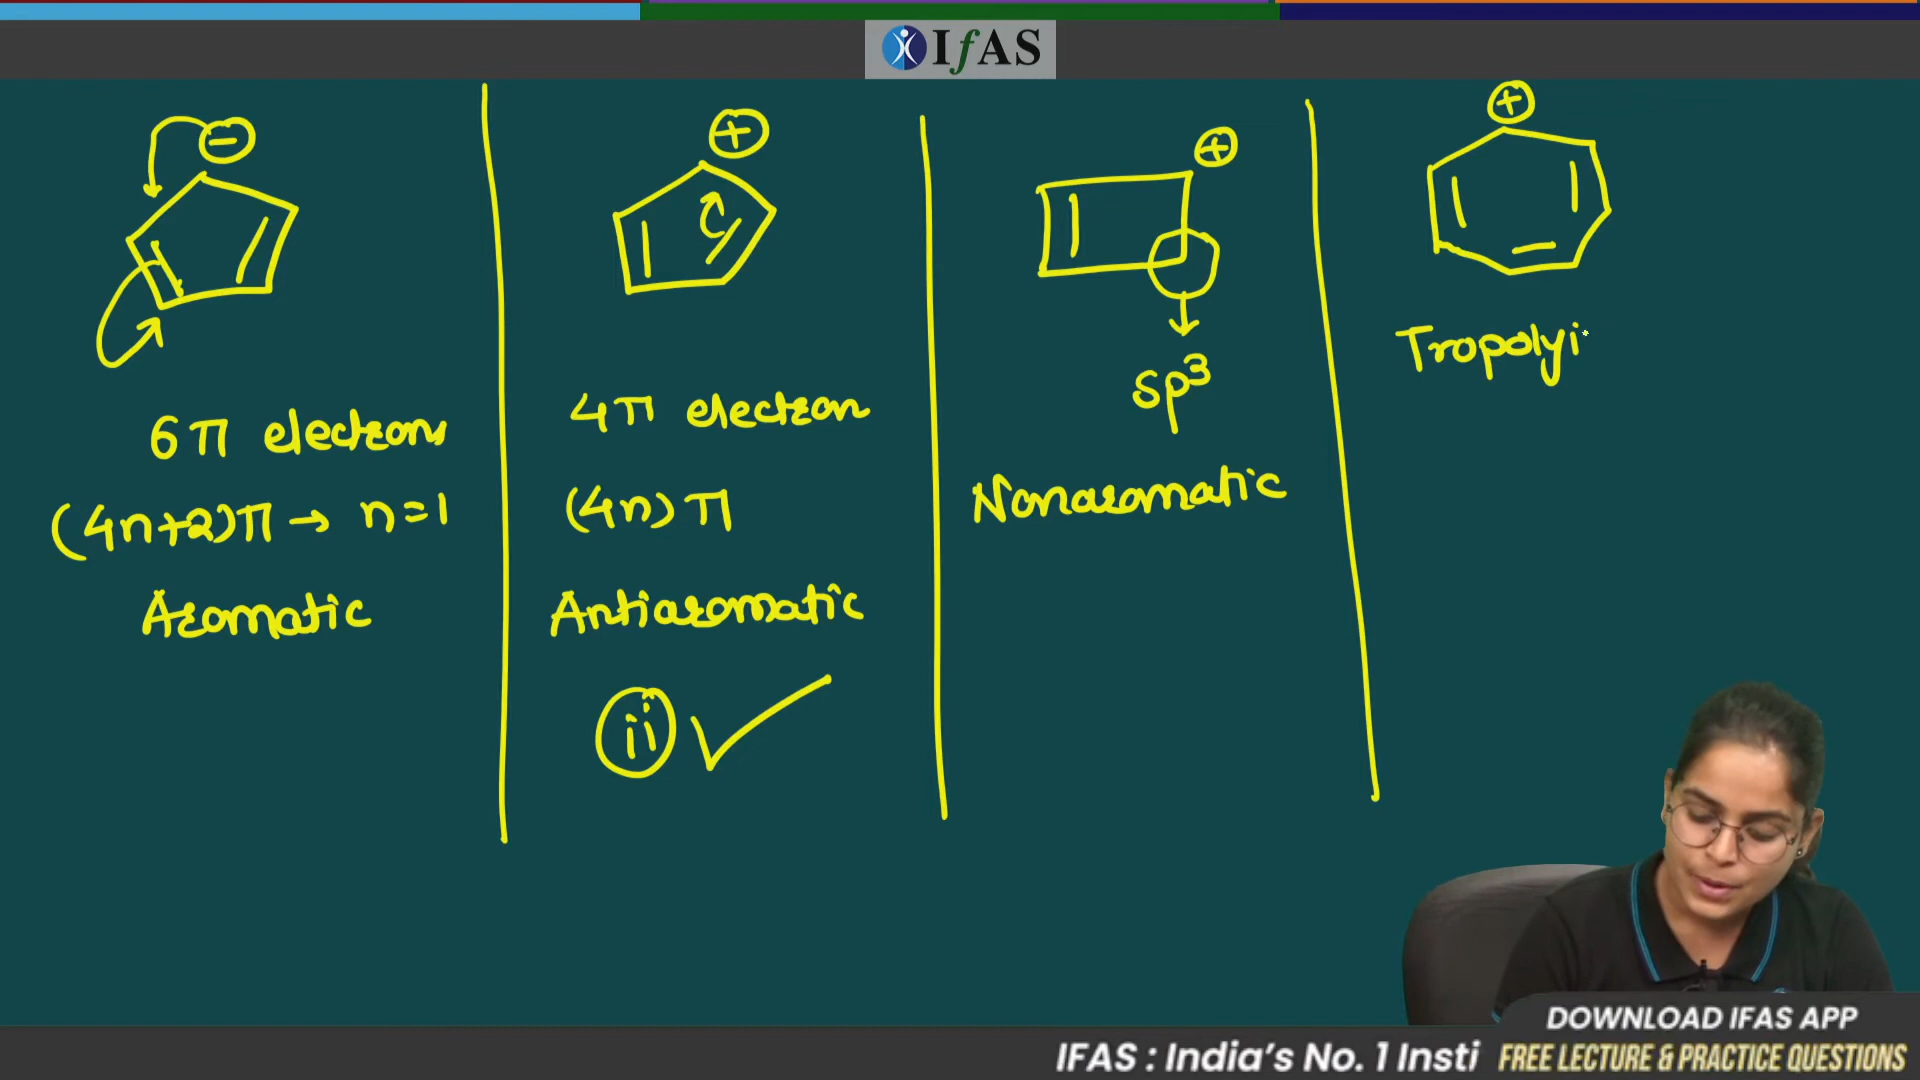 IfAS
−
6π electrons
(4n+2)π → n=1
Aromatic
+
4π electron
(4n)π
Antiaromatic
ii
+
sp³
Nonaromatic
+
Tropolyi
DOWNLOAD IFAS APP
IFAS : India's No. 1 Insti
FREE LECTURE & PRACTICE QUESTIONS